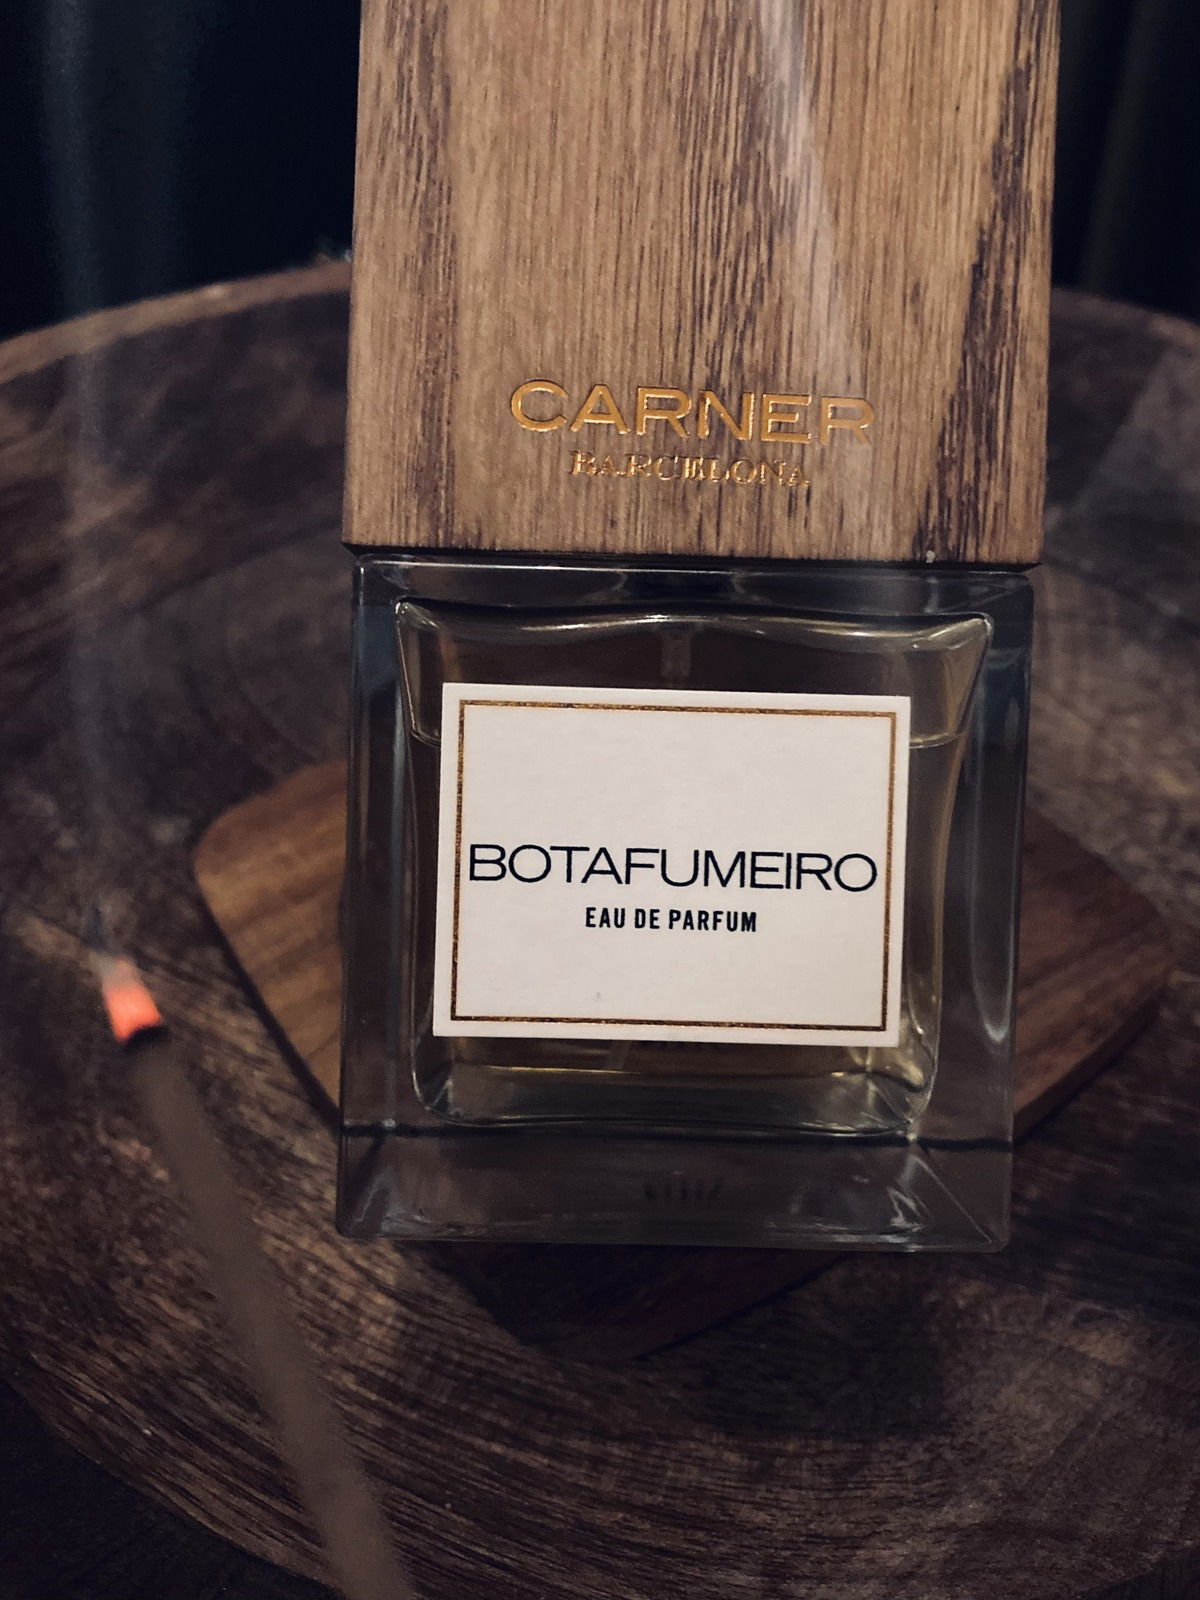 CARNER
BARCELONA
BOTAFUMEIRO
EAU DE PARFUM